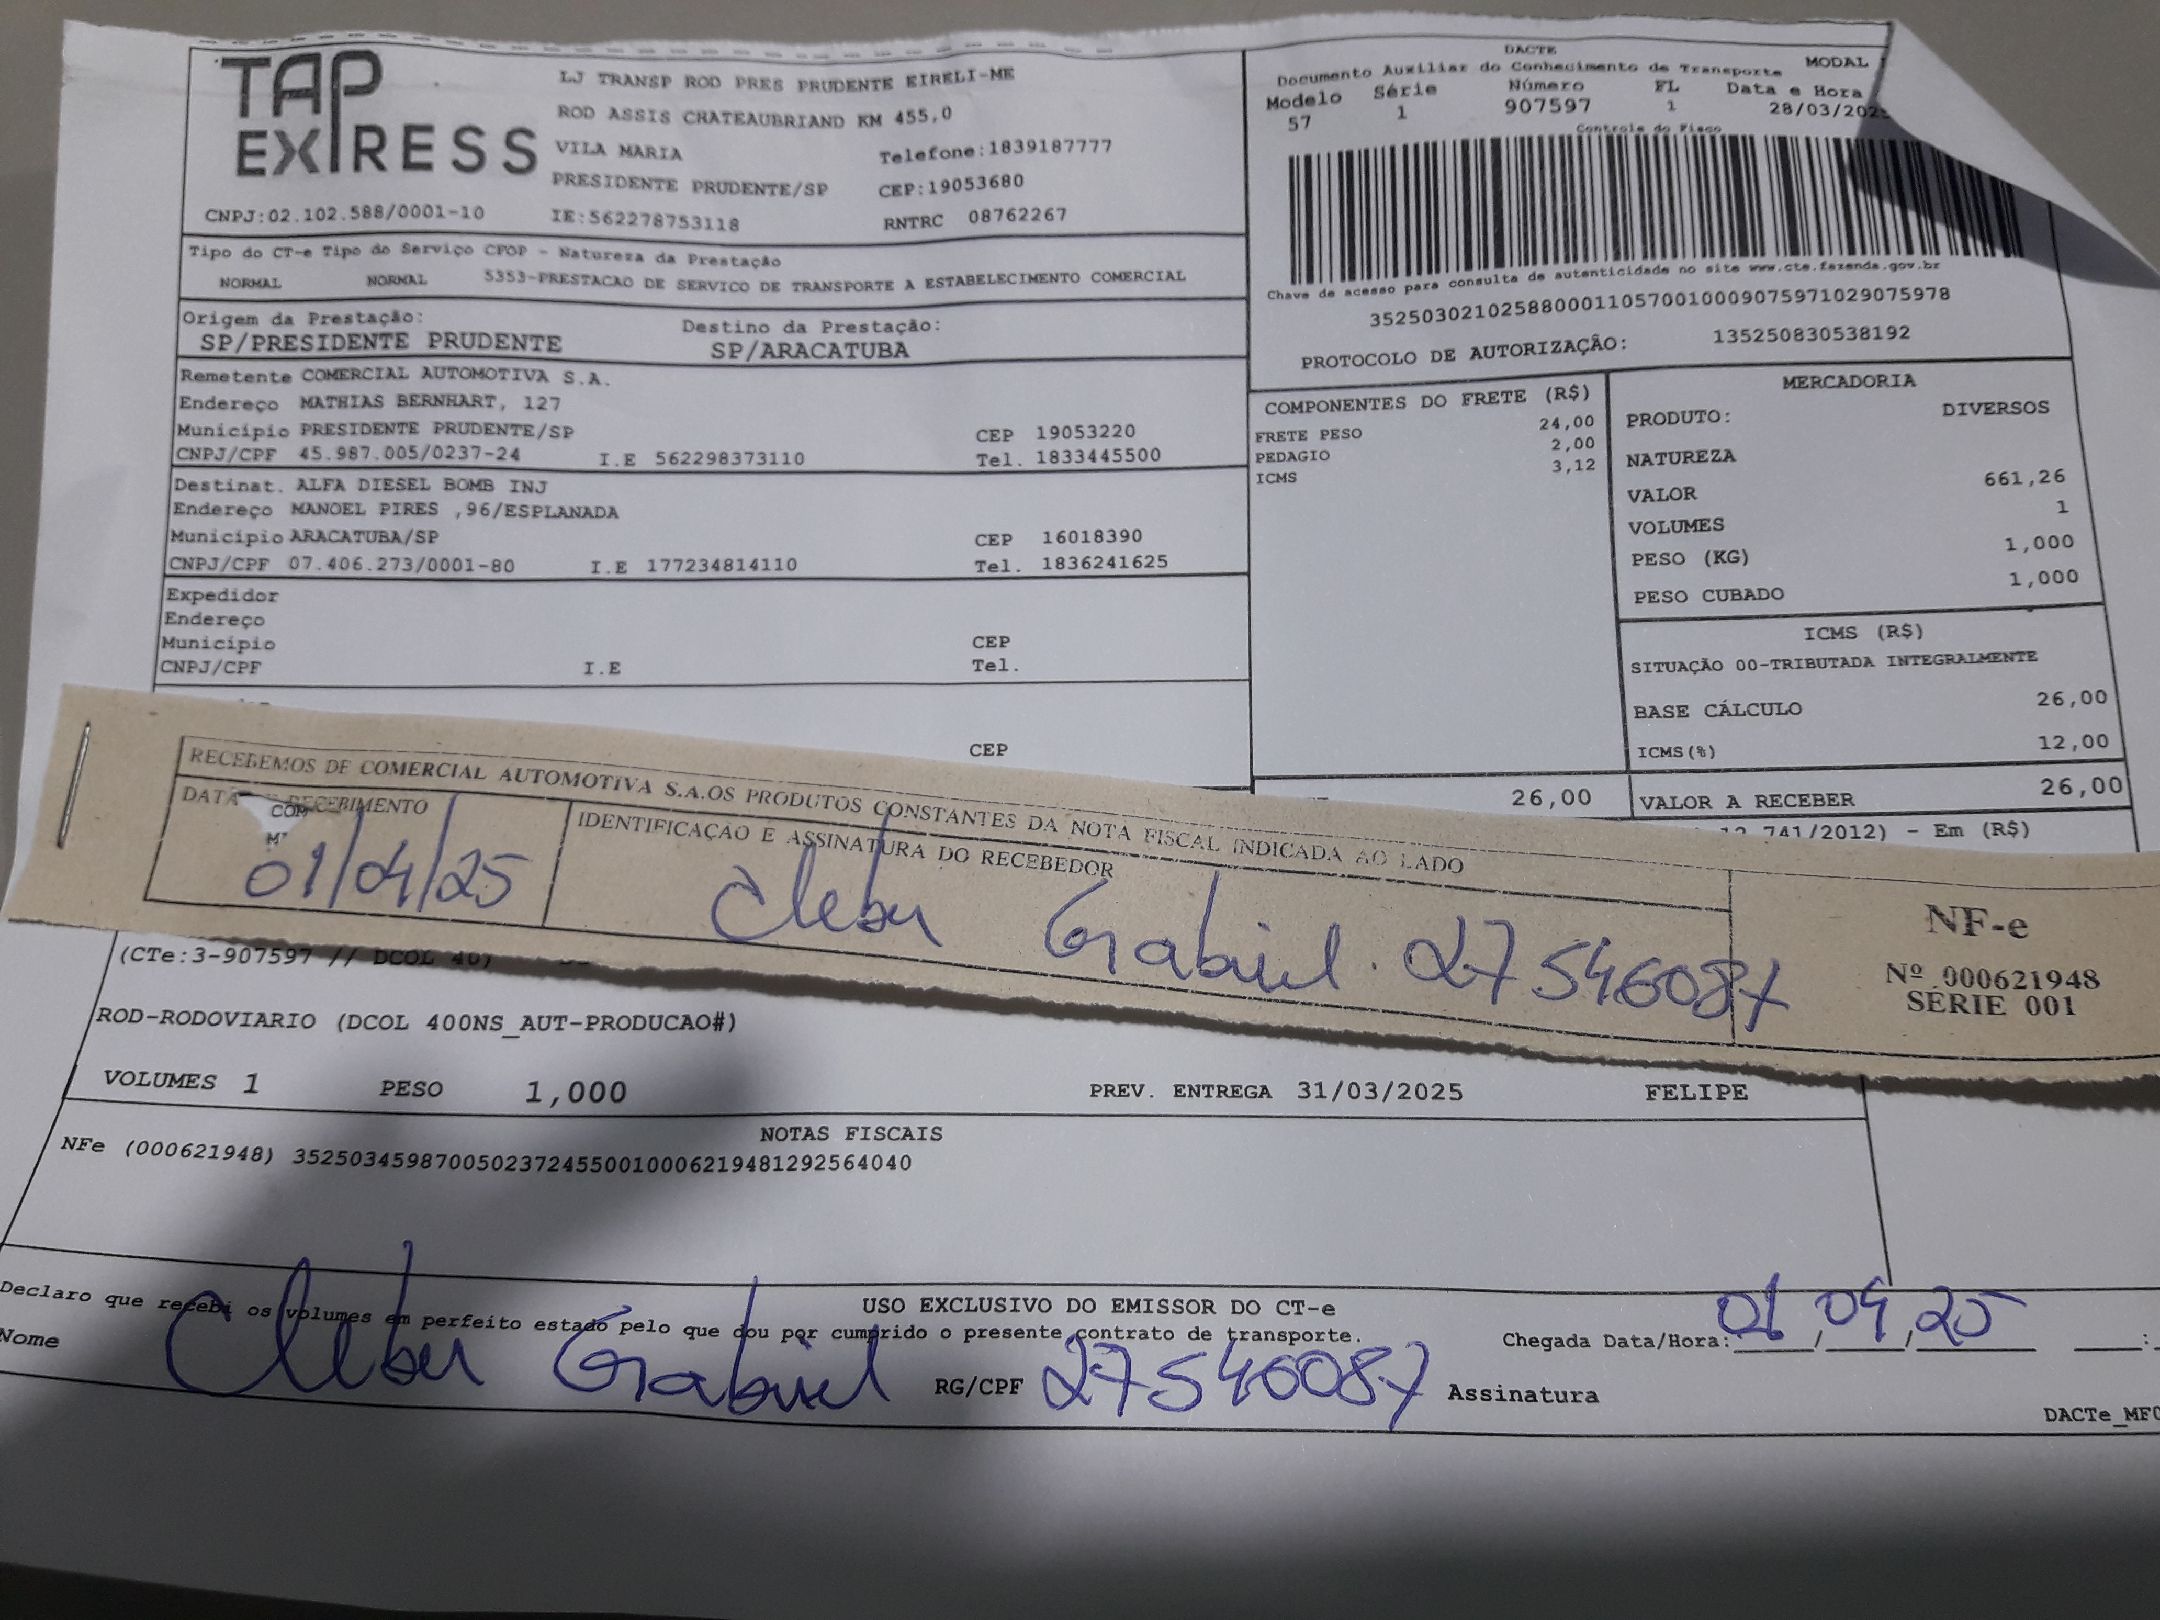 TAP EXPRESS
LJ TRANSP ROD PRES PRUDENTE EIRELI-ME
ROD ASSIS CHATEAUBRIAND KM 455,0
VILA MARIA Telefone:1839187777
PRESIDENTE PRUDENTE/SP CEP:19053680
CNPJ:02.102.588/0001-10 IE:562278753118 RNTRC 08762267
DACTE
Documento Auxiliar do Conhecimento de Transporte MODAL
Modelo Série Número FL Data e Hora
57 1 907597 1 28/03/202
Controle do Fisco
Chave de acesso para consulta de autenticidade no site www.cte.fazenda.gov.br
35250302102588000110570010009075971029075978
PROTOCOLO DE AUTORIZAÇÃO: 135250830538192
Tipo do CT-e Tipo do Serviço CFOP - Natureza da Prestação
NORMAL NORMAL 5353-PRESTACAO DE SERVICO DE TRANSPORTE A ESTABELECIMENTO COMERCIAL
Origem da Prestação: Destino da Prestação:
SP/PRESIDENTE PRUDENTE SP/ARACATUBA
Remetente COMERCIAL AUTOMOTIVA S.A.
Endereço MATHIAS BERNHART, 127
Município PRESIDENTE PRUDENTE/SP CEP 19053220
CNPJ/CPF 45.987.005/0237-24 I.E 562298373110 Tel. 1833445500
Destinat. ALFA DIESEL BOMB INJ
Endereço MANOEL PIRES ,96/ESPLANADA
Município ARACATUBA/SP CEP 16018390
CNPJ/CPF 07.406.273/0001-80 I.E 177234814110 Tel. 1836241625
Expedidor
Endereço
Município CEP
CNPJ/CPF I.E Tel.
CEP
COMPONENTES DO FRETE (R$)
FRETE PESO 24,00
PEDAGIO 2,00
ICMS 3,12
26,00
MERCADORIA
PRODUTO: DIVERSOS
NATUREZA
VALOR 661,26
VOLUMES 1
PESO (KG) 1,000
PESO CUBADO 1,000
ICMS (R$)
SITUAÇÃO 00-TRIBUTADA INTEGRALMENTE
BASE CÁLCULO 26,00
ICMS(%) 12,00
VALOR A RECEBER 26,00
12.741/2012) - Em (R$)
RECEBEMOS DE COMERCIAL AUTOMOTIVA S.A.OS PRODUTOS CONSTANTES DA NOTA FISCAL INDICADA AO LADO
DATA RECEBIMENTO IDENTIFICAÇÃO E ASSINATURA DO RECEBEDOR
COM
01/04/25 Cleber Gabriel. 27546087
NF-e
Nº 000621948
SÉRIE 001
(CTe:3-907597 // DCOL 40)
ROD-RODOVIARIO (DCOL 400NS_AUT-PRODUCAO#)
VOLUMES 1 PESO 1,000 PREV. ENTREGA 31/03/2025 FELIPE
NOTAS FISCAIS
NFe (000621948) 35250345987005023724550010006219481292564040
USO EXCLUSIVO DO EMISSOR DO CT-e
Declaro que recebi os volumes em perfeito estado pelo que dou por cumprido o presente contrato de transporte. Chegada Data/Hora: 01/04/25 :
Nome Cleber Gabriel RG/CPF 27546087 Assinatura
DACTe_MF